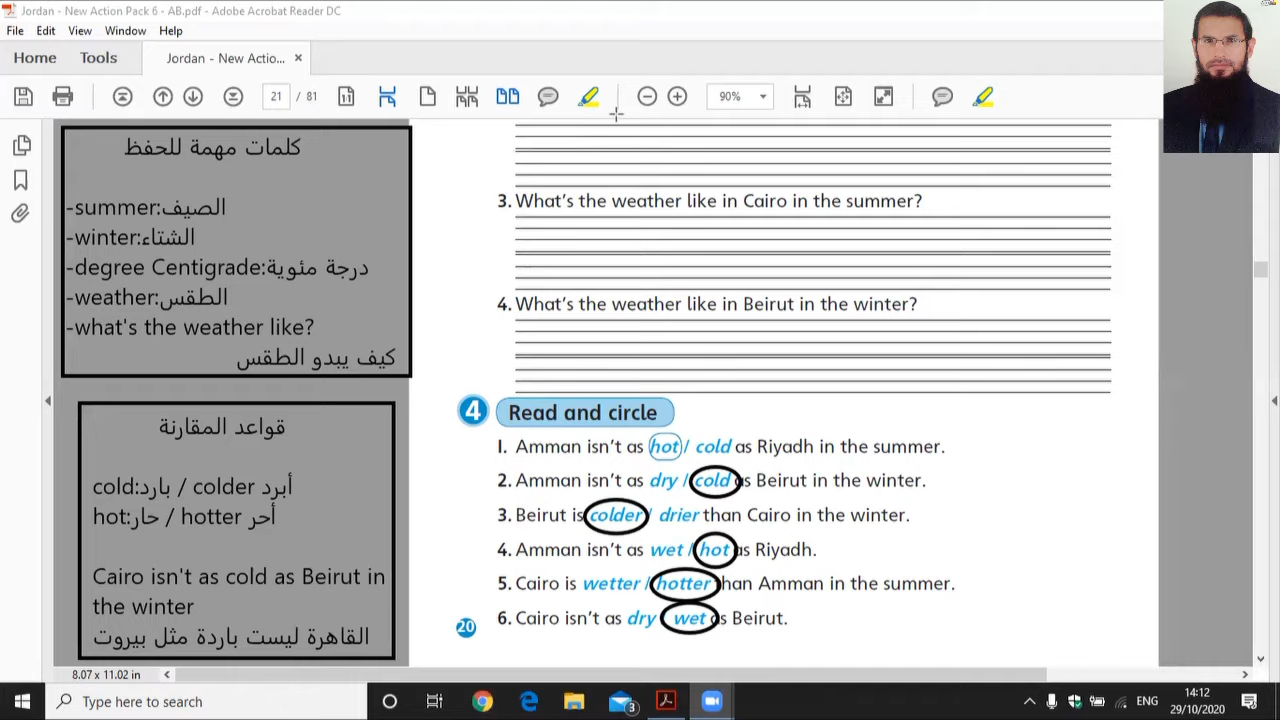 Jordan - New Action Pack 6 - AB.pdf - Adobe Acrobat Reader DC
File Edit View Window Help
Home Tools Jordan - New Actio... ×
21 / 81 90%
كلمات مهمة للحفظ
-summer:الصيف
-winter:الشتاء
-degree Centigrade:درجة مئوية
-weather:الطقس
-what's the weather like?
كيف يبدو الطقس
قواعد المقارنة
cold:بارد / colder أبرد
hot:حار / hotter أحر
Cairo isn't as cold as Beirut in
the winter
القاهرة ليست باردة مثل بيروت
3. What's the weather like in Cairo in the summer?
4. What's the weather like in Beirut in the winter?
4 Read and circle
1. Amman isn't as hot / cold as Riyadh in the summer.
2. Amman isn't as dry / cold as Beirut in the winter.
3. Beirut is colder / drier than Cairo in the winter.
4. Amman isn't as wet / hot as Riyadh.
5. Cairo is wetter / hotter than Amman in the summer.
6. Cairo isn't as dry wet as Beirut.
20
8.07 x 11.02 in
Type here to search
3
ENG
14:12
29/10/2020